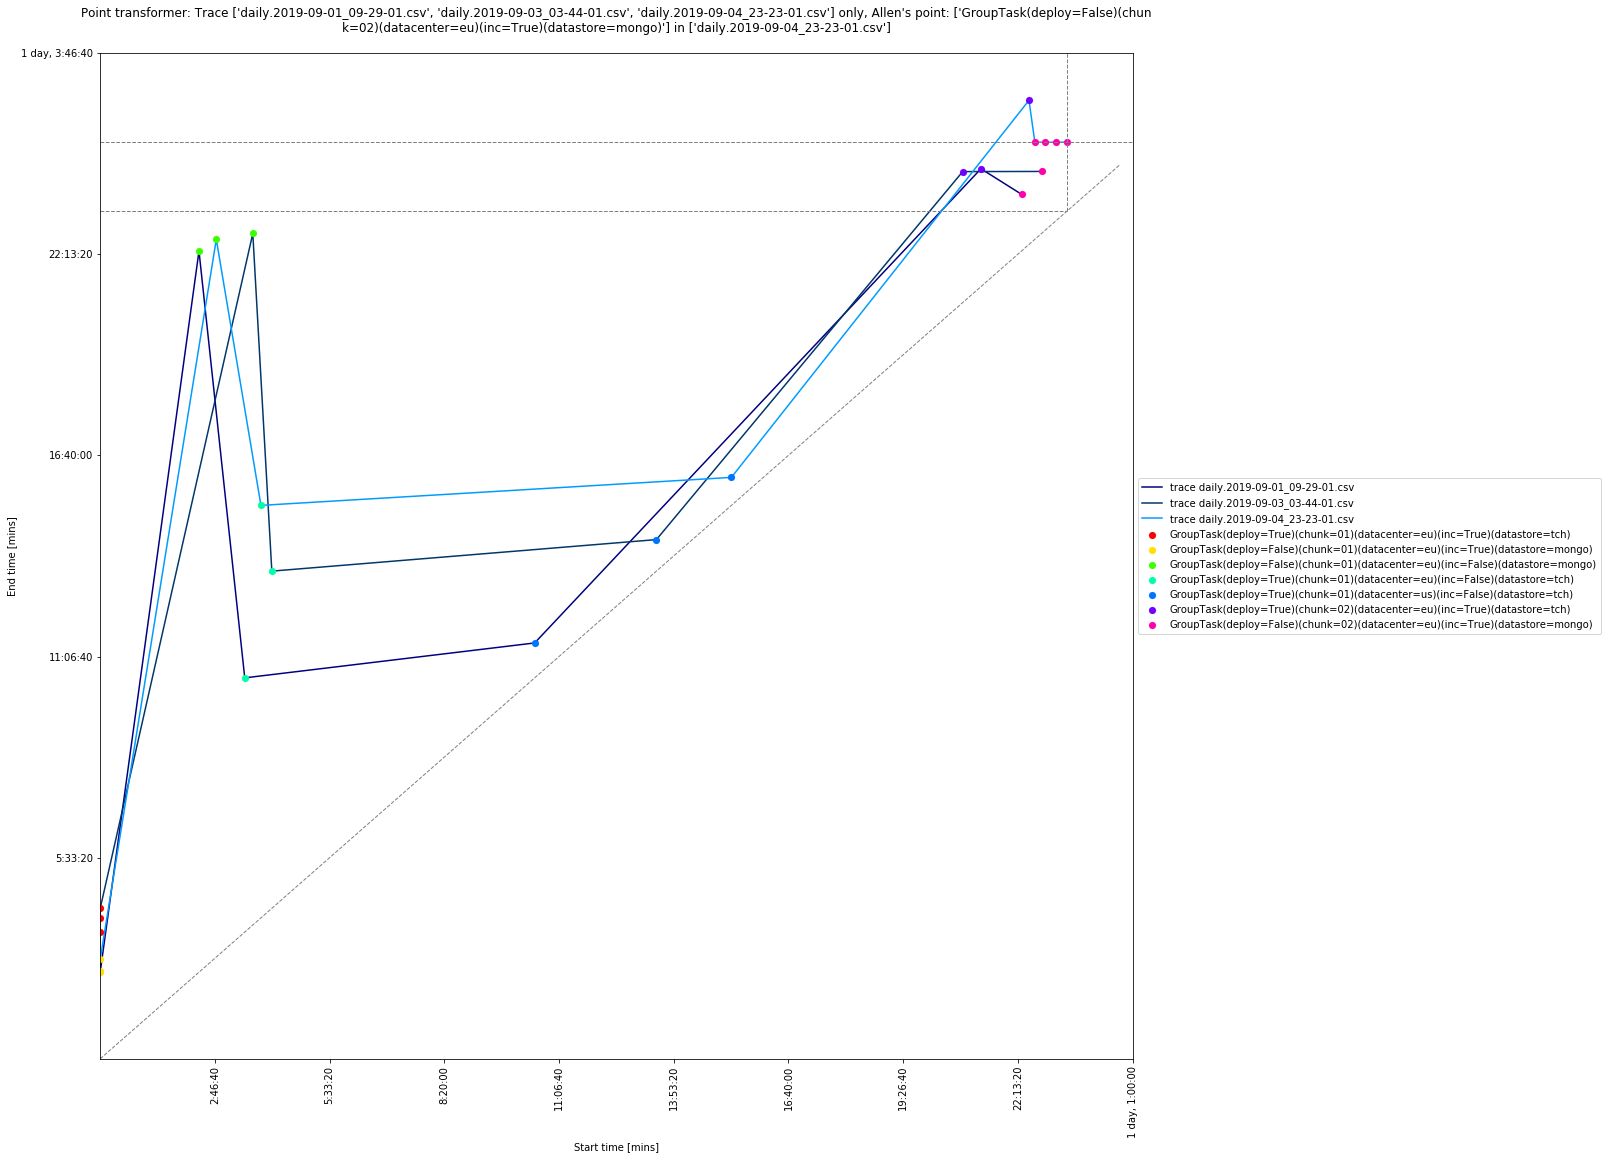 Point transformer: Trace ['daily.2019-09-01_09-29-01.csv', 'daily.2019-09-03_03-44-01.csv', 'daily.2019-09-04_23-23-01.csv'] only, Allen's point: ['GroupTask(deploy=False)(chun
k=02)(datacenter=eu)(inc=True)(datastore=mongo)'] in ['daily.2019-09-04_23-23-01.csv']
1 day, 3:46:40
22:13:20
16:40:00
11:06:40
5:33:20
End time [mins]
2:46:40
5:33:20
8:20:00
11:06:40
13:53:20
16:40:00
19:26:40
22:13:20
1 day, 1:00:00
Start time [mins]
trace daily.2019-09-01_09-29-01.csv
trace daily.2019-09-03_03-44-01.csv
trace daily.2019-09-04_23-23-01.csv
GroupTask(deploy=True)(chunk=01)(datacenter=eu)(inc=True)(datastore=tch)
GroupTask(deploy=False)(chunk=01)(datacenter=eu)(inc=True)(datastore=mongo)
GroupTask(deploy=False)(chunk=01)(datacenter=eu)(inc=False)(datastore=mongo)
GroupTask(deploy=True)(chunk=01)(datacenter=eu)(inc=False)(datastore=tch)
GroupTask(deploy=True)(chunk=01)(datacenter=us)(inc=False)(datastore=tch)
GroupTask(deploy=True)(chunk=02)(datacenter=eu)(inc=True)(datastore=tch)
GroupTask(deploy=False)(chunk=02)(datacenter=eu)(inc=True)(datastore=mongo)